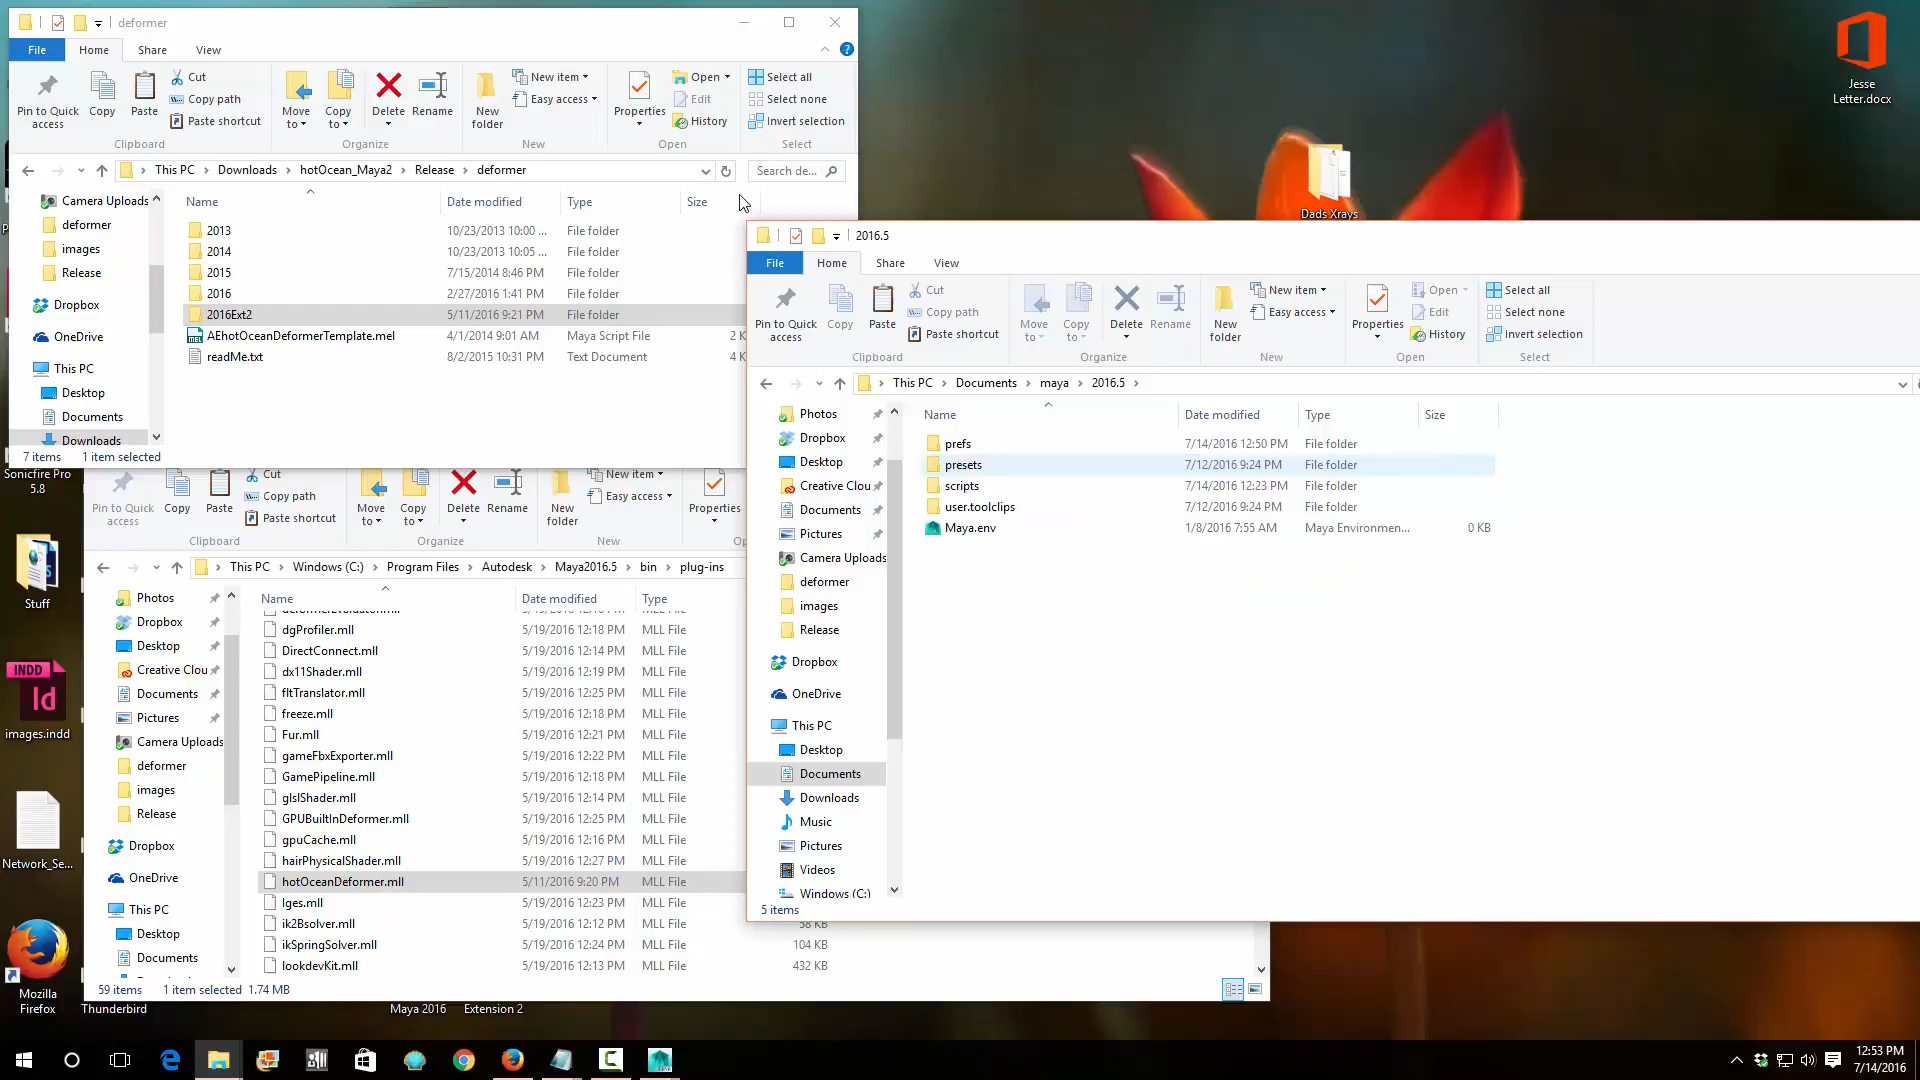 deformer
File Home Share View
Pin to Quick access
Copy
Paste
Cut
Copy path
Paste shortcut
Clipboard
Move to
Copy to
Delete
Rename
Organize
New folder
New item
Easy access
New
Properties
Open
Edit
History
Open
Select all
Select none
Invert selection
Select
This PC Downloads hotOcean_Maya2 Release deformer
Search de...
Camera Uploads
deformer
images
Release
Dropbox
OneDrive
This PC
Desktop
Documents
Downloads
Name Date modified Type Size
2013 10/23/2013 10:00 ... File folder
2014 10/23/2013 10:05 ... File folder
2015 7/15/2014 8:46 PM File folder
2016 2/27/2016 1:41 PM File folder
2016Ext2 5/11/2016 9:21 PM File folder
AEhotOceanDeformerTemplate.mel 4/1/2014 9:01 AM Maya Script File 2 K
readMe.txt 8/2/2015 10:31 PM Text Document 4 K
7 items 1 item selected
2016.5
File Home Share View
Pin to Quick access
Copy
Paste
Cut
Copy path
Paste shortcut
Clipboard
Move to
Copy to
Delete
Rename
Organize
New folder
New item
Easy access
New
Properties
Open
Edit
History
Open
Select all
Select none
Invert selection
Select
This PC Documents maya 2016.5
Photos
Dropbox
Desktop
Creative Clou
Documents
Pictures
Camera Uploads
deformer
images
Release
Dropbox
OneDrive
This PC
Desktop
Documents
Downloads
Music
Pictures
Videos
Windows (C:)
Name Date modified Type Size
prefs 7/14/2016 12:50 PM File folder
presets 7/12/2016 9:24 PM File folder
scripts 7/14/2016 12:23 PM File folder
user.toolclips 7/12/2016 9:24 PM File folder
Maya.env 1/8/2016 7:55 AM Maya Environmen... 0 KB
5 items
Pin to Quick access
Copy
Paste
Cut
Copy path
Paste shortcut
Clipboard
Move to
Copy to
Delete
Rename
Organize
New folder
New item
Easy access
New
Properties
Op
This PC Windows (C:) Program Files Autodesk Maya2016.5 bin plug-ins
Photos
Dropbox
Desktop
Creative Clou
Documents
Pictures
Camera Uploads
deformer
images
Release
Dropbox
OneDrive
This PC
Desktop
Documents
Name Date modified Type
dgProfiler.mll 5/19/2016 12:18 PM MLL File
DirectConnect.mll 5/19/2016 12:14 PM MLL File
dx11Shader.mll 5/19/2016 12:19 PM MLL File
fltTranslator.mll 5/19/2016 12:25 PM MLL File
freeze.mll 5/19/2016 12:18 PM MLL File
Fur.mll 5/19/2016 12:21 PM MLL File
gameFbxExporter.mll 5/19/2016 12:22 PM MLL File
GamePipeline.mll 5/19/2016 12:18 PM MLL File
glslShader.mll 5/19/2016 12:14 PM MLL File
GPUBuiltInDeformer.mll 5/19/2016 12:25 PM MLL File
gpuCache.mll 5/19/2016 12:16 PM MLL File
hairPhysicalShader.mll 5/19/2016 12:27 PM MLL File
hotOceanDeformer.mll 5/11/2016 9:20 PM MLL File
Iges.mll 5/19/2016 12:23 PM MLL File
ik2Bsolver.mll 5/19/2016 12:12 PM MLL File 58 KB
ikSpringSolver.mll 5/19/2016 12:24 PM MLL File 104 KB
lookdevKit.mll 5/19/2016 12:13 PM MLL File 432 KB
59 items 1 item selected 1.74 MB
Jesse Letter.docx
Dads Xrays
Sonicfire Pro 5.8
Stuff
INDD
Id
images.indd
Network_Se...
Mozilla Firefox
Thunderbird
Maya 2016
Extension 2
12:53 PM
7/14/2016